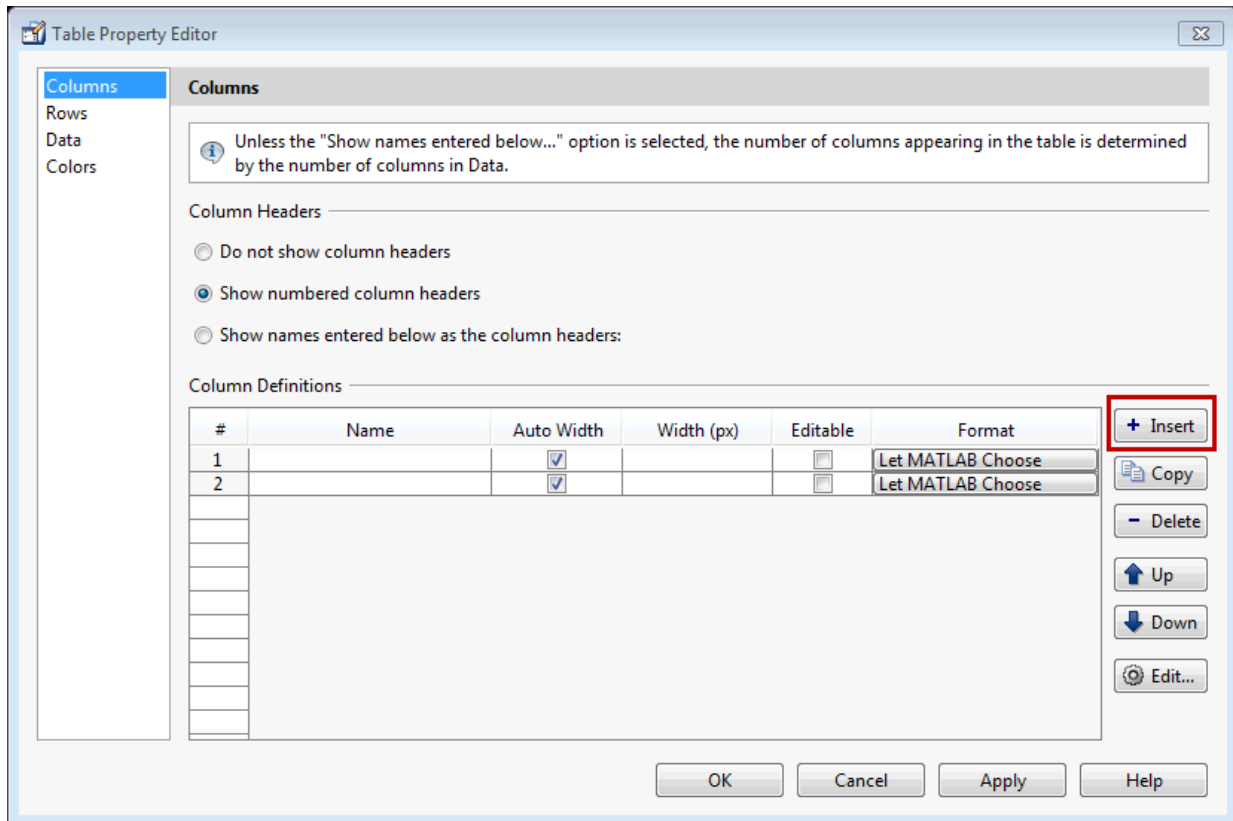 Table Property Editor
Columns
Rows
Data
Colors
Columns
Unless the "Show names entered below..." option is selected, the number of columns appearing in the table is determined
by the number of columns in Data.
Column Headers
Do not show column headers
Show numbered column headers
Show names entered below as the column headers:
Column Definitions
# Name Auto Width Width (px) Editable Format
1 Let MATLAB Choose
2 Let MATLAB Choose
+ Insert
Copy
− Delete
Up
Down
Edit...
OK Cancel Apply Help